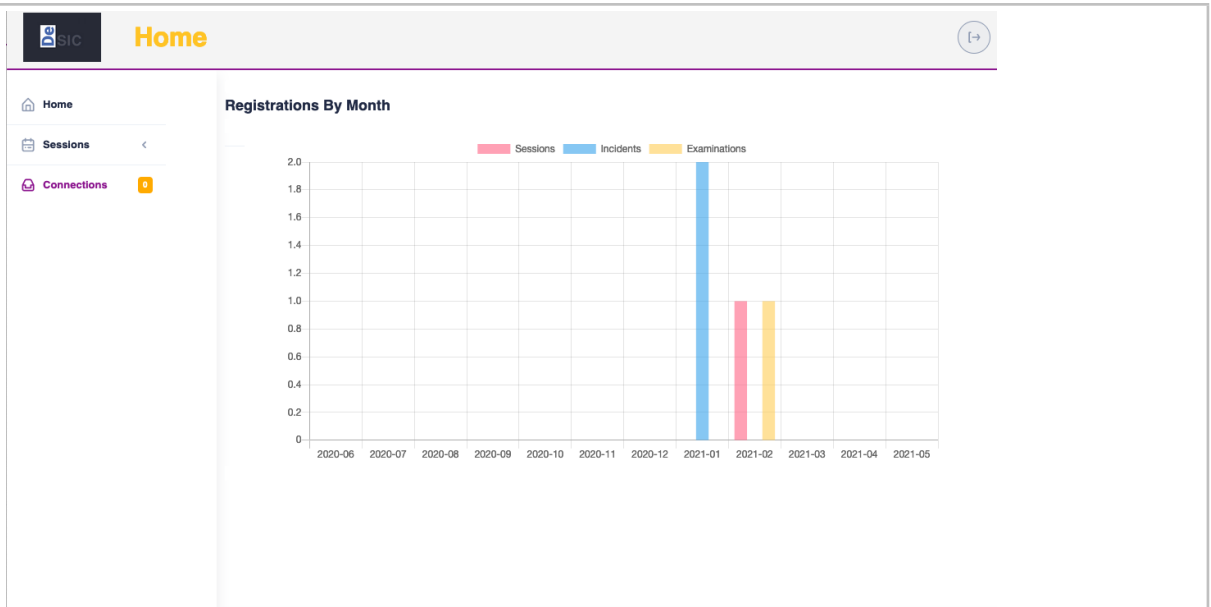 De SIC
Home
Home
Registrations By Month
Sessions
Connections
0
Sessions Incidents Examinations
2.0
1.8
1.6
1.4
1.2
1.0
0.8
0.6
0.4
0.2
0
2020-06 2020-07 2020-08 2020-09 2020-10 2020-11 2020-12 2021-01 2021-02 2021-03 2021-04 2021-05